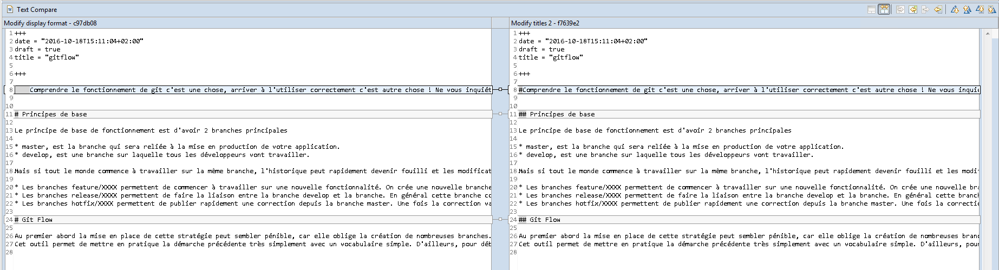 Text Compare
Modify display format - c97db08
1 +++
2 date = "2016-10-18T15:11:04+02:00"
3 draft = true
4 title = "gitflow"
5
6 +++
7
8 Comprendre le fonctionnement de git c'est une chose, arriver à l'utiliser correctement c'est autre chose ! Ne vous inquiét
9
10
11 # Principes de base
12
13 Le principe de base de fonctionnement est d'avoir 2 branches principales
14
15 * master, est la branche qui sera reliée à la mise en production de votre application.
16 * develop, est une branche sur laquelle tous les développeurs vont travailler.
17
18 Mais si tout le monde commence à travailler sur la même branche, l'historique peut rapidement devenir fouilli et les modificat
19
20 * Les branches feature/XXXX permettent de commencer à travailler sur une nouvelle fonctionnalité. On crée une nouvelle branche
21 * Les branches release/XXXX permettent de faire la liaison entre la branche develop et la branche. En général cette branche co
22 * Les branches hotfix/XXXX permettent de publier rapidement une correction depuis la branche master. Une fois la correction va
23
24 # Git Flow
25
26 Au premier abord la mise en place de cette stratégie peut sembler pénible, car elle oblige la création de nombreuses branches.
27 Cet outil permet de mettre en pratique la démarche précédente très simplement avec un vocabulaire simple. D'ailleurs, pour déb
28
Modify titles 2 - f7639e2
1 +++
2 date = "2016-10-18T15:11:04+02:00"
3 draft = true
4 title = "gitflow"
5
6 +++
7
8 #Comprendre le fonctionnement de git c'est une chose, arriver à l'utiliser correctement c'est autre chose ! Ne vous inquié
9
10
11 ## Principes de base
12
13 Le principe de base de fonctionnement est d'avoir 2 branches principales
14
15 * master, est la branche qui sera reliée à la mise en production de votre application.
16 * develop, est une branche sur laquelle tous les développeurs vont travailler.
17
18 Mais si tout le monde commence à travailler sur la même branche, l'historique peut rapidement devenir fouilli et les modi
19
20 * Les branches feature/XXXX permettent de commencer à travailler sur une nouvelle fonctionnalité. On crée une nouvelle bra
21 * Les branches release/XXXX permettent de faire la liaison entre la branche develop et la branche. En général cette branch
22 * Les branches hotfix/XXXX permettent de publier rapidement une correction depuis la branche master. Une fois la correctio
23
24 ## Git Flow
25
26 Au premier abord la mise en place de cette stratégie peut sembler pénible, car elle oblige la création de nombreuses bran
27 Cet outil permet de mettre en pratique la démarche précédente très simplement avec un vocabulaire simple. D'ailleurs, pour
28